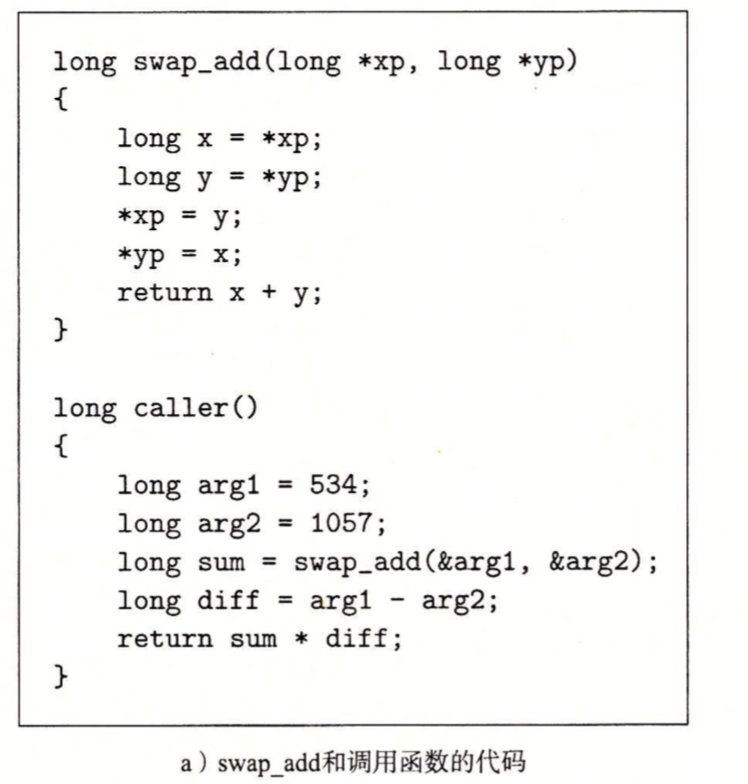 long swap_add(long *xp, long *yp)
{
    long x = *xp;
    long y = *yp;
    *xp = y;
    *yp = x;
    return x + y;
}

long caller()
{
    long arg1 = 534;
    long arg2 = 1057;
    long sum = swap_add(&arg1, &arg2);
    long diff = arg1 - arg2;
    return sum * diff;
}
a）swap_add和调用函数的代码